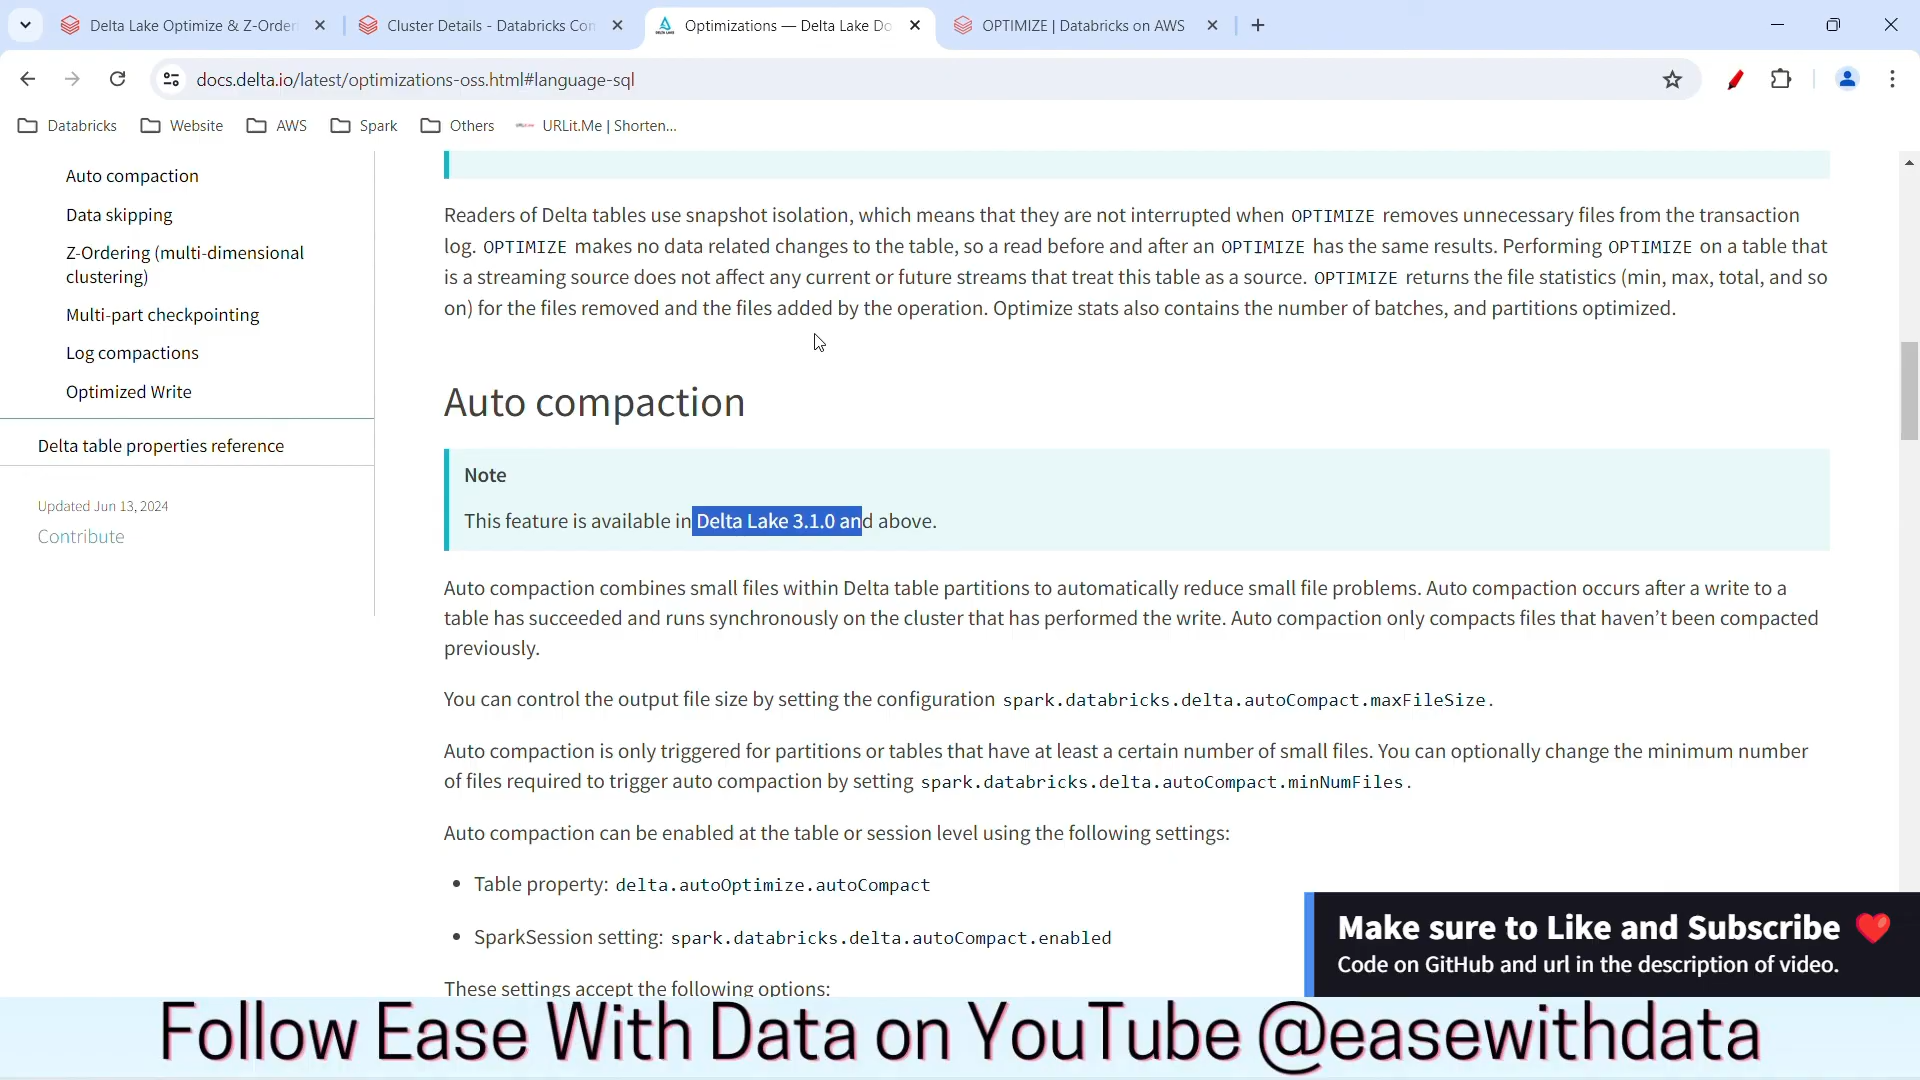 Delta Lake Optimize & Z-Order
Cluster Details - Databricks Con
Optimizations — Delta Lake Do
OPTIMIZE | Databricks on AWS
docs.delta.io/latest/optimizations-oss.html#language-sql
Databricks
Website
AWS
Spark
Others
URLit.Me | Shorten...
Auto compaction
Data skipping
Z-Ordering (multi-dimensional
clustering)
Multi-part checkpointing
Log compactions
Optimized Write
Delta table properties reference
Updated Jun 13, 2024
Contribute
Readers of Delta tables use snapshot isolation, which means that they are not interrupted when OPTIMIZE removes unnecessary files from the transaction
log. OPTIMIZE makes no data related changes to the table, so a read before and after an OPTIMIZE has the same results. Performing OPTIMIZE on a table that
is a streaming source does not affect any current or future streams that treat this table as a source. OPTIMIZE returns the file statistics (min, max, total, and so
on) for the files removed and the files added by the operation. Optimize stats also contains the number of batches, and partitions optimized.
Auto compaction
Note
This feature is available in Delta Lake 3.1.0 and above.
Auto compaction combines small files within Delta table partitions to automatically reduce small file problems. Auto compaction occurs after a write to a
table has succeeded and runs synchronously on the cluster that has performed the write. Auto compaction only compacts files that haven’t been compacted
previously.
You can control the output file size by setting the configuration spark.databricks.delta.autoCompact.maxFileSize.
Auto compaction is only triggered for partitions or tables that have at least a certain number of small files. You can optionally change the minimum number
of files required to trigger auto compaction by setting spark.databricks.delta.autoCompact.minNumFiles.
Auto compaction can be enabled at the table or session level using the following settings:
• Table property: delta.autoOptimize.autoCompact
• SparkSession setting: spark.databricks.delta.autoCompact.enabled
These settings accept the following options:
Make sure to Like and Subscribe ❤️
Code on GitHub and url in the description of video.
Follow Ease With Data on YouTube @easewithdata